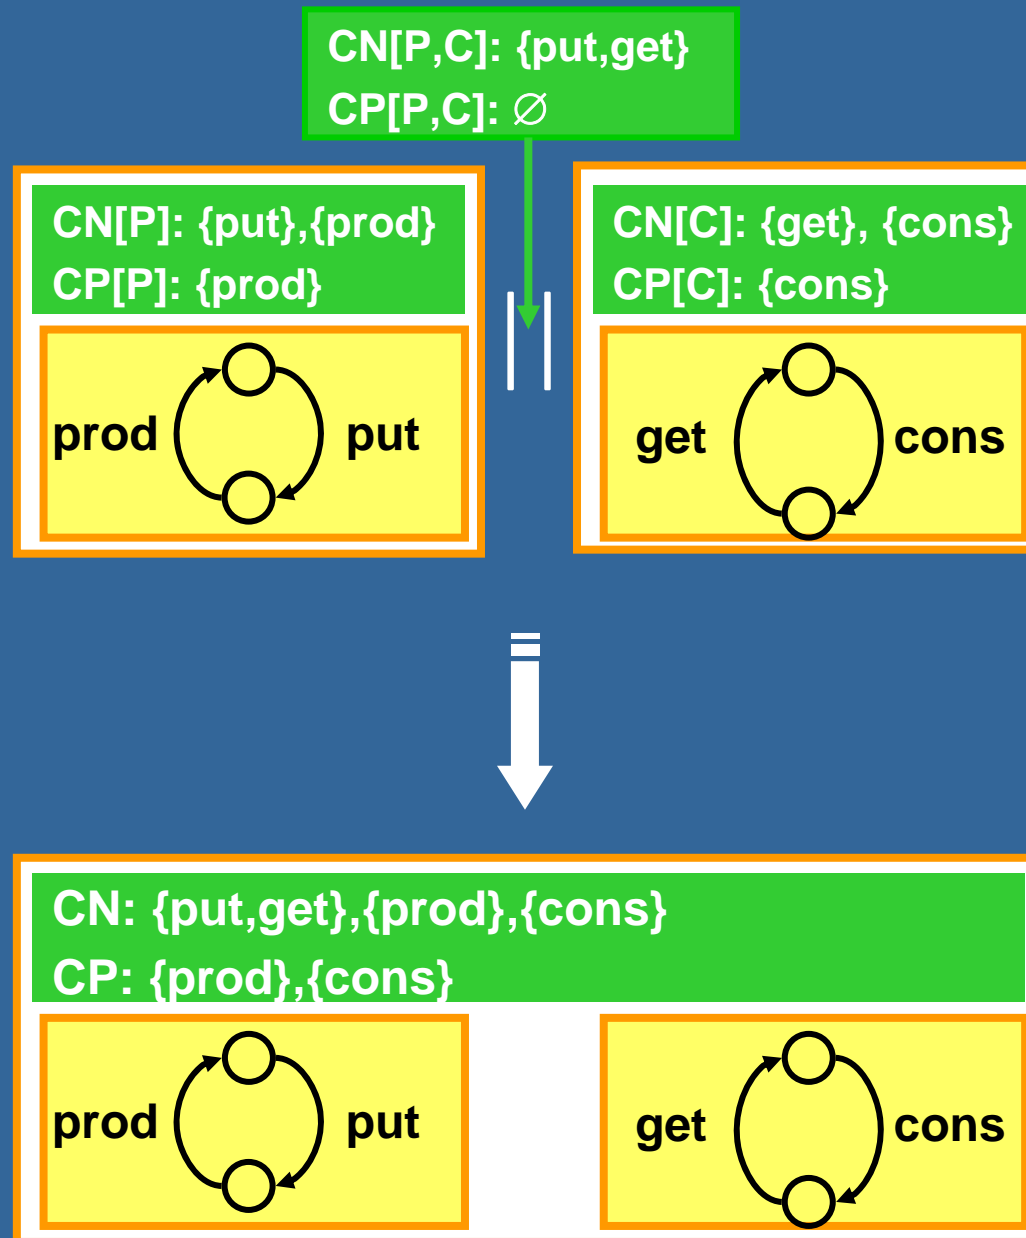 CN[P,C]: {put,get}
CP[P,C]: ∅
CN[P]: {put},{prod}
CP[P]: {prod}
prod put
CN[C]: {get}, {cons}
CP[C]: {cons}
get cons
CN: {put,get},{prod},{cons}
CP: {prod},{cons}
prod put
get cons